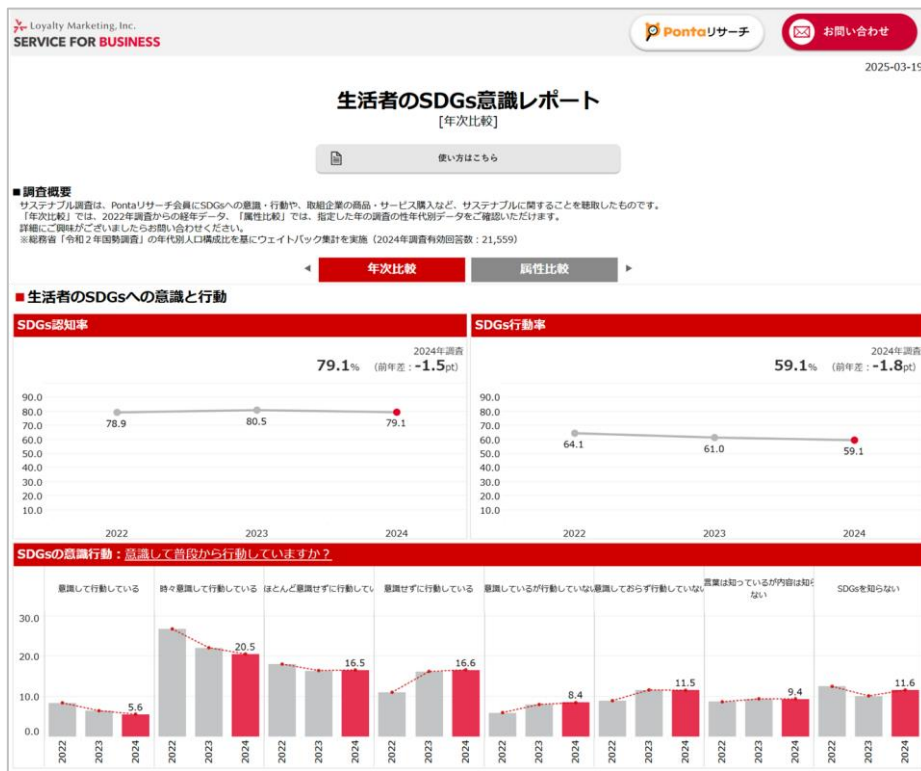 Loyalty Marketing, Inc.
SERVICE FOR BUSINESS
Pontaリサーチ
お問い合わせ
2025-03-19
生活者のSDGs意識レポート
[年次比較]
使い方はこちら
■調査概要
サステナブル調査は、Pontaリサーチ会員にSDGsへの意識・行動や、取組企業の商品・サービス購入など、サステナブルに関することを聴取したものです。
「年次比較」では、2022年調査からの経年データ、「属性比較」では、指定した年の調査の性年代別データをご確認いただけます。
詳細にご興味がございましたらお問い合わせください。
※総務省「令和2年国勢調査」の年代別人口構成比を基にウェイトバック集計を実施（2024年調査有効回答数：21,559）
年次比較
属性比較
■生活者のSDGsへの意識と行動
SDGs認知率
2024年調査
79.1% (前年差：-1.5pt)
90.0
80.0
70.0
60.0
50.0
40.0
30.0
20.0
10.0
78.9
80.5
79.1
2022
2023
2024
SDGs行動率
2024年調査
59.1% (前年差：-1.8pt)
90.0
80.0
70.0
60.0
50.0
40.0
30.0
20.0
10.0
64.1
61.0
59.1
2022
2023
2024
SDGsの意識行動：意識して普段から行動していますか？
意識して行動している
時々意識して行動している
ほとんど意識せずに行動してい
意識せずに行動している
意識しているが行動していない
意識しておらず行動していない
言葉は知っているが内容は知ら
ない
SDGsを知らない
30.0
20.0
10.0
0.0
5.6
20.5
16.5
16.6
8.4
11.5
9.4
11.6
2022
2023
2024
2022
2023
2024
2022
2023
2024
2022
2023
2024
2022
2023
2024
2022
2023
2024
2022
2023
2024
2022
2023
2024